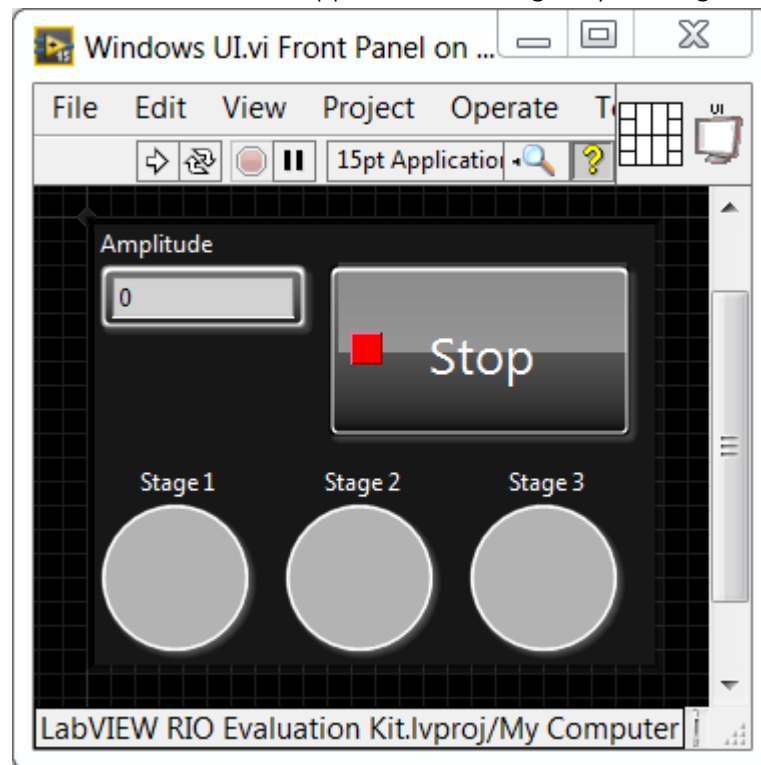 Windows UI.vi Front Panel on ...
File Edit View Project Operate
15pt Application
UI
Amplitude
0
Stop
Stage 1 Stage 2 Stage 3
LabVIEW RIO Evaluation Kit.lvproj/My Computer